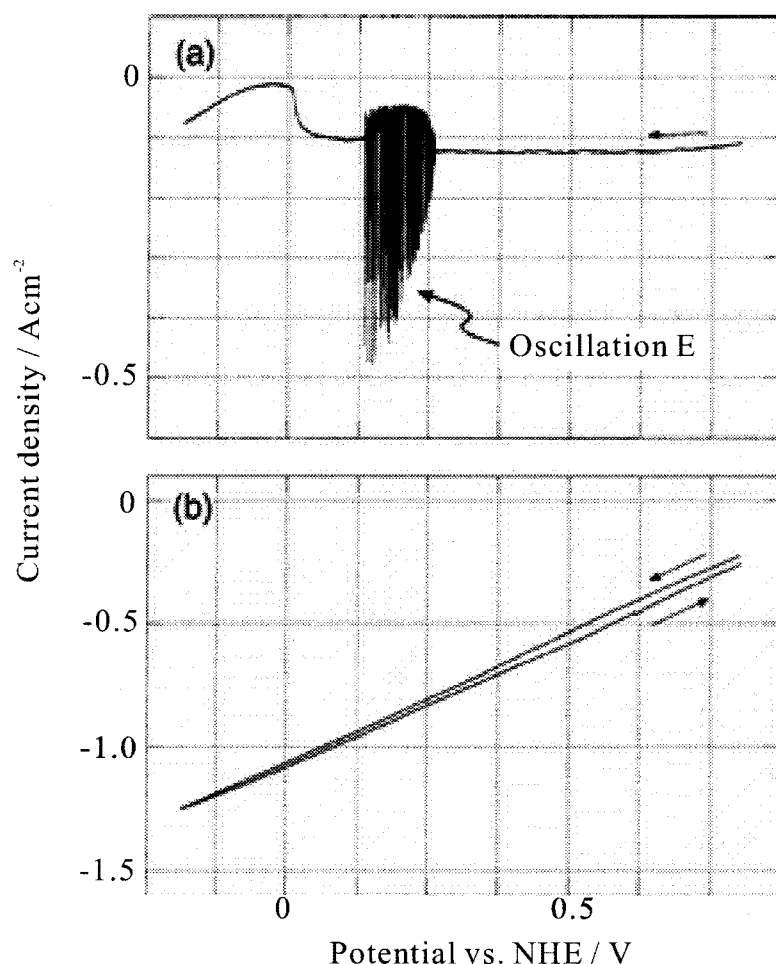 (a)
0
Oscillation E
-0.5
Current density / Acm⁻²
(b)
0
-0.5
-1.0
-1.5
0 0.5
Potential vs. NHE / V